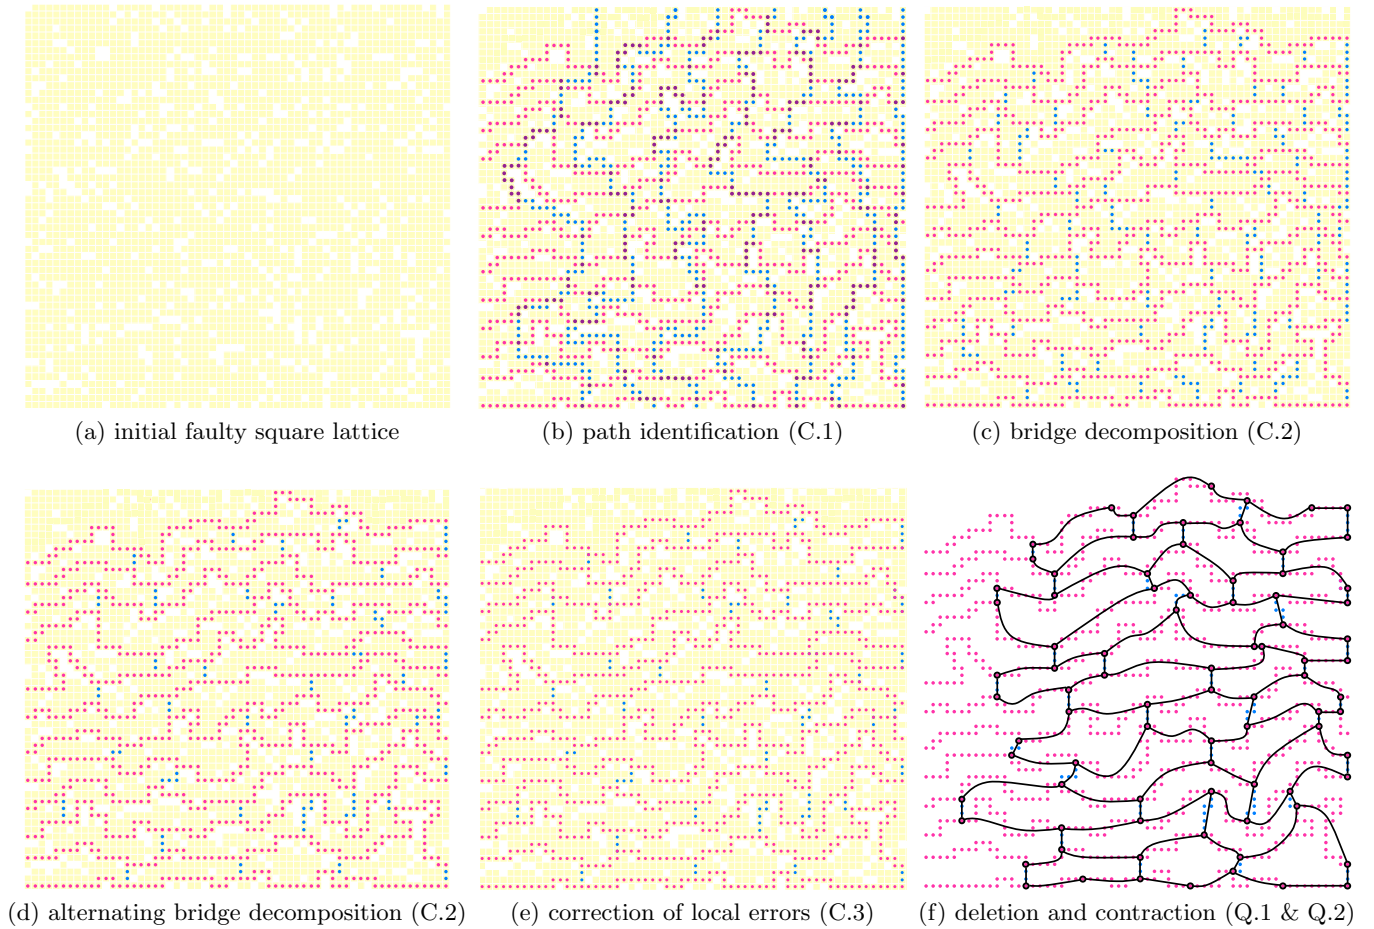 (a) initial faulty square lattice
(b) path identification (C.1)
(c) bridge decomposition (C.2)
(d) alternating bridge decomposition (C.2)
(e) correction of local errors (C.3)
(f) deletion and contraction (Q.1 & Q.2)